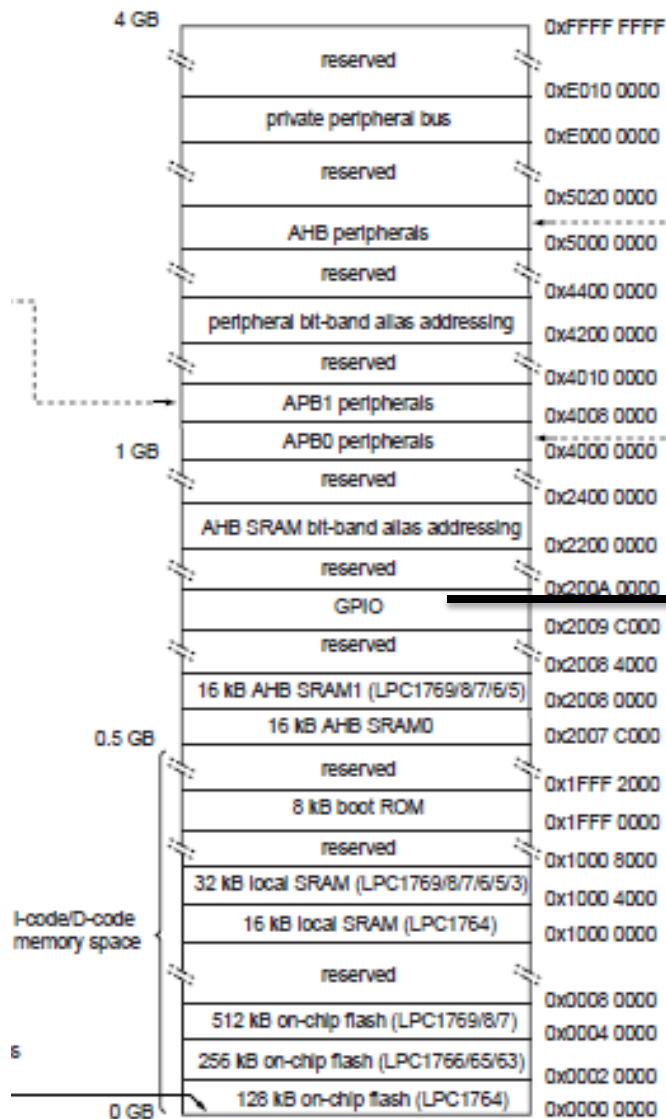 4 GB
0xFFFF FFFF
reserved
0xE010 0000
private peripheral bus
0xE000 0000
reserved
0x5020 0000
AHB peripherals
0x5000 0000
reserved
0x4400 0000
peripheral bit-band alias addressing
0x4200 0000
reserved
0x4010 0000
APB1 peripherals
0x4008 0000
APB0 peripherals
1 GB
0x4000 0000
reserved
0x2400 0000
AHB SRAM bit-band alias addressing
0x2200 0000
reserved
0x200A 0000
GPIO
0x2009 C000
reserved
0x2008 4000
16 kB AHB SRAM1 (LPC1769/8/7/6/5)
0x2008 0000
16 kB AHB SRAM0
0.5 GB
0x2007 C000
reserved
0x1FFF 2000
8 kB boot ROM
0x1FFF 0000
reserved
0x1000 8000
32 kB local SRAM (LPC1769/8/7/6/5/3)
0x1000 4000
I-code/D-code
memory space
16 kB local SRAM (LPC1764)
0x1000 0000
reserved
0x0008 0000
512 kB on-chip flash (LPC1769/8/7)
0x0004 0000
s
256 kB on-chip flash (LPC1766/65/63)
0x0002 0000
128 kB on-chip flash (LPC1764)
0 GB
0x0000 0000